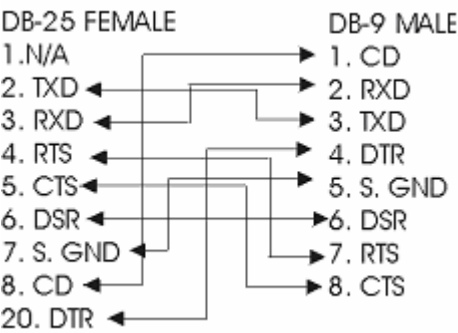 DB-25 FEMALE
1.N/A
2. TXD
3. RXD
4. RTS
5. CTS
6. DSR
7. S. GND
8. CD
20. DTR
DB-9 MALE
1. CD
2. RXD
3. TXD
4. DTR
5. S. GND
6. DSR
7. RTS
8. CTS